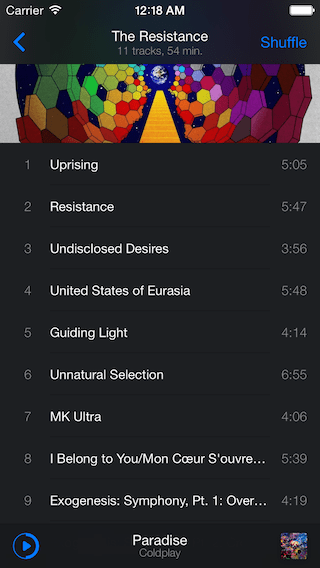 Carrier 12:18 AM
The Resistance Shuffle
11 tracks, 54 min.
1 Uprising 5:05
2 Resistance 5:47
3 Undisclosed Desires 3:56
4 United States of Eurasia 5:48
5 Guiding Light 4:14
6 Unnatural Selection 6:55
7 MK Ultra 4:06
8 I Belong to You/Mon Cœur S'ouvre... 5:39
9 Exogenesis: Symphony, Pt. 1: Over... 4:19
Paradise
Coldplay